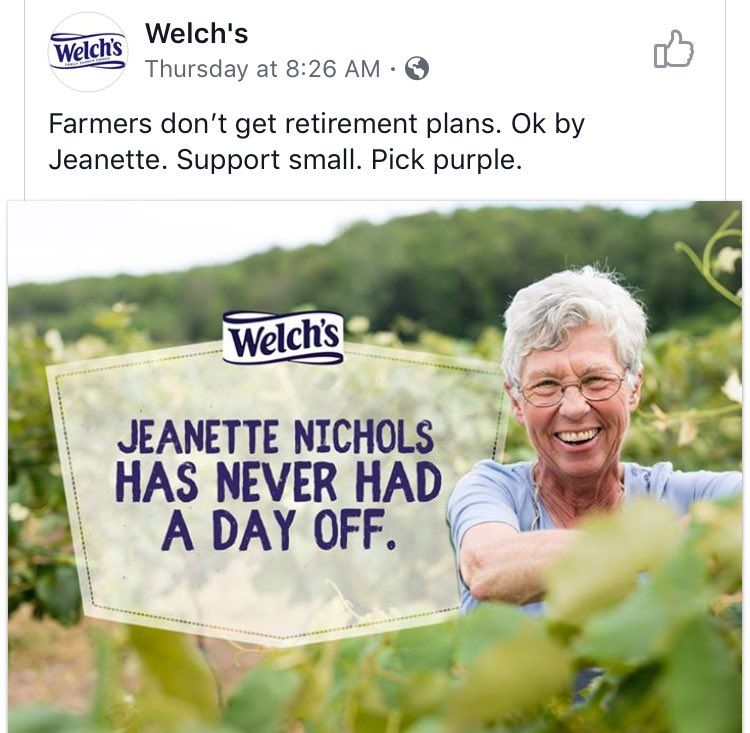 Welch's
Welch's
Thursday at 8:26 AM ·
Farmers don't get retirement plans. Ok by
Jeanette. Support small. Pick purple.
Welch's
JEANETTE NICHOLS
HAS NEVER HAD
A DAY OFF.